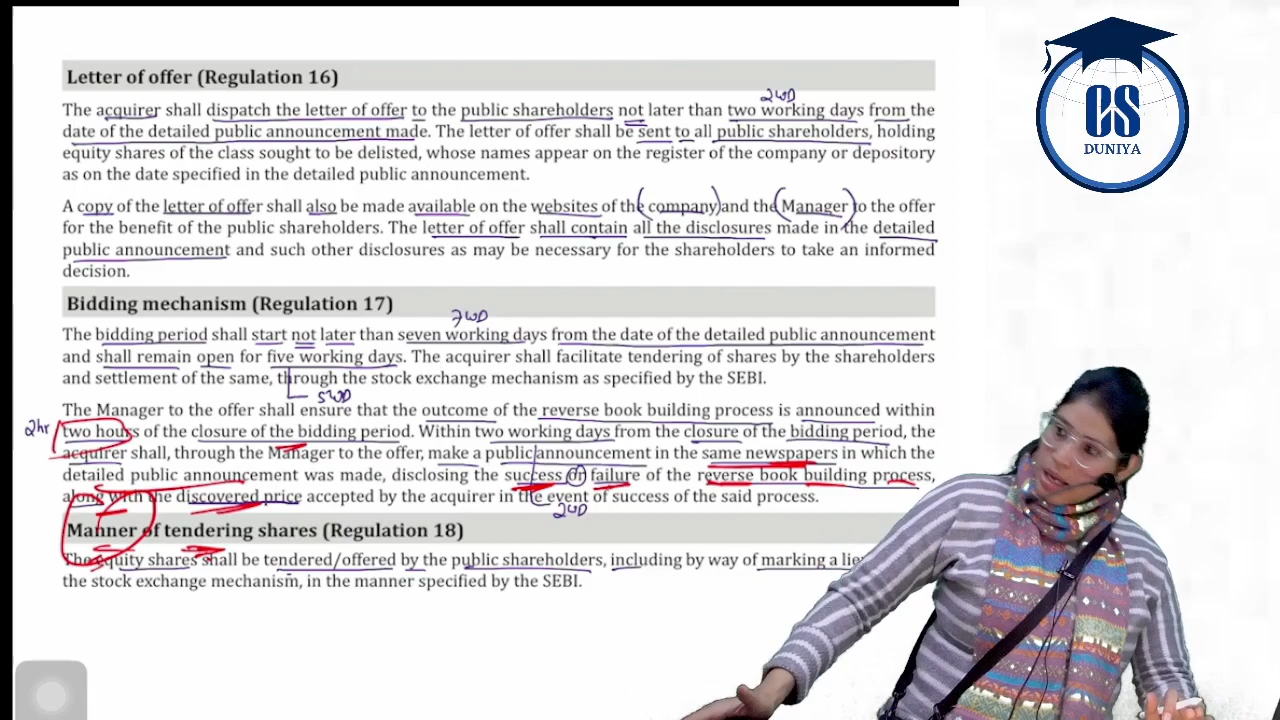 Letter of offer (Regulation 16)
2WD
The acquirer shall dispatch the letter of offer to the public shareholders not later than two working days from the
date of the detailed public announcement made. The letter of offer shall be sent to all public shareholders, holding
equity shares of the class sought to be delisted, whose names appear on the register of the company or depository
as on the date specified in the detailed public announcement.
A copy of the letter of offer shall also be made available on the websites of the company and the Manager to the offer
for the benefit of the public shareholders. The letter of offer shall contain all the disclosures made in the detailed
public announcement and such other disclosures as may be necessary for the shareholders to take an informed
decision.
Bidding mechanism (Regulation 17)
7WD
The bidding period shall start not later than seven working days from the date of the detailed public announcement
and shall remain open for five working days. The acquirer shall facilitate tendering of shares by the shareholders
and settlement of the same, through the stock exchange mechanism as specified by the SEBI.
5WD
The Manager to the offer shall ensure that the outcome of the reverse book building process is announced within
2hr
two hours of the closure of the bidding period. Within two working days from the closure of the bidding period, the
acquirer shall, through the Manager to the offer, make a public announcement in the same newspapers in which the
detailed public announcement was made, disclosing the success or failure of the reverse book building process,
along with the discovered price accepted by the acquirer in the event of success of the said process.
2WD
Manner of tendering shares (Regulation 18)
The equity shares shall be tendered/offered by the public shareholders, including by way of marking a lie
the stock exchange mechanism, in the manner specified by the SEBI.
CS
DUNIYA